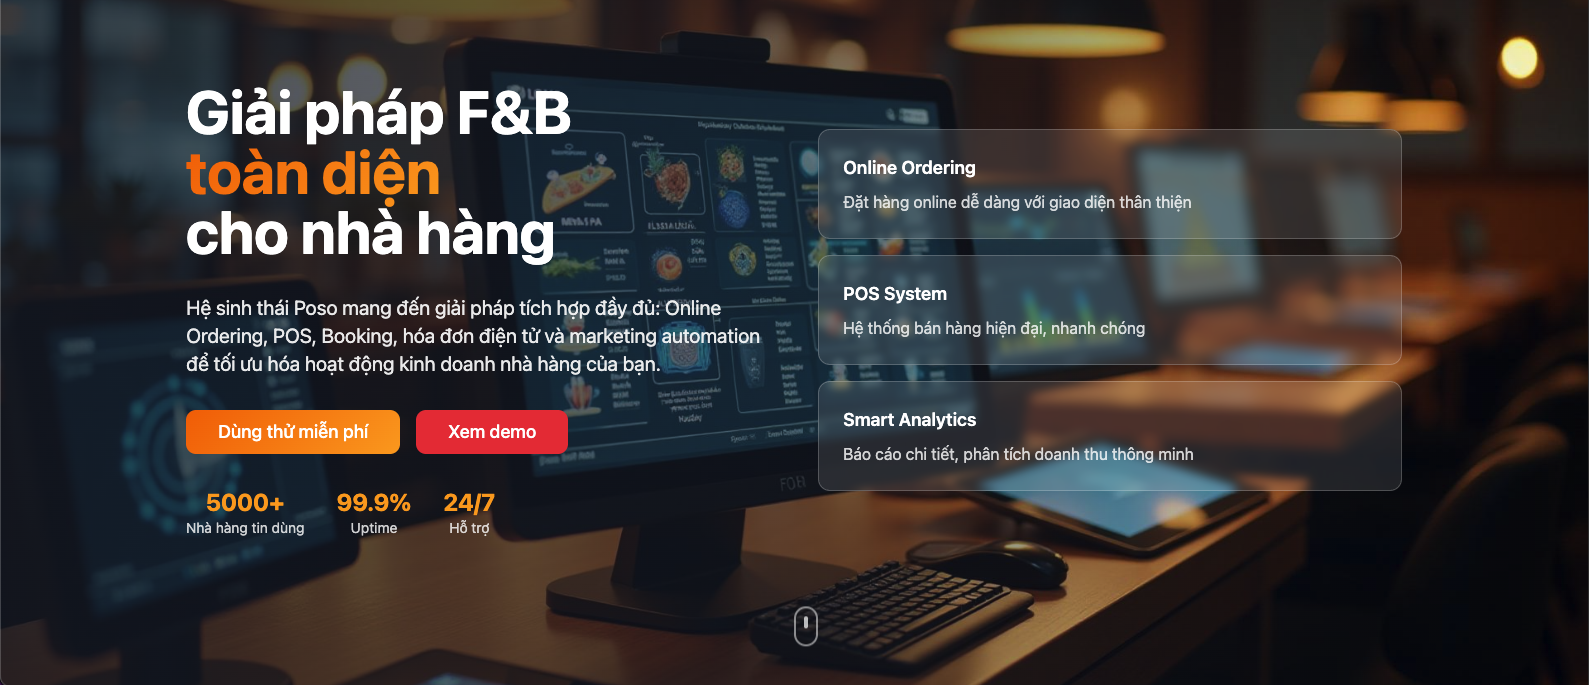 Giải pháp F&B
toàn diện
cho nhà hàng
Hệ sinh thái Poso mang đến giải pháp tích hợp đầy đủ: Online
Ordering, POS, Booking, hóa đơn điện tử và marketing automation
để tối ưu hóa hoạt động kinh doanh nhà hàng của bạn.
Dùng thử miễn phí
Xem demo
5000+
Nhà hàng tin dùng
99.9%
Uptime
24/7
Hỗ trợ
Online Ordering
Đặt hàng online dễ dàng với giao diện thân thiện
POS System
Hệ thống bán hàng hiện đại, nhanh chóng
Smart Analytics
Báo cáo chi tiết, phân tích doanh thu thông minh